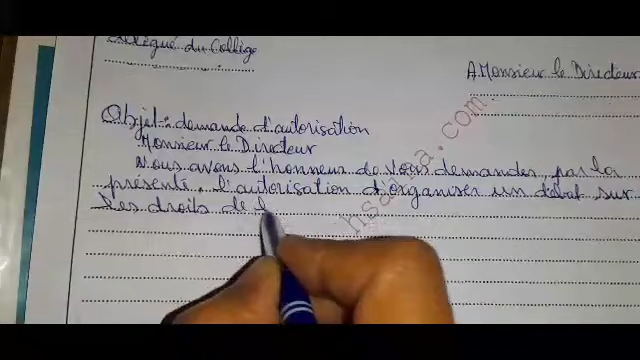 Délégué du Collège
A Monsieur le Directeur
Objet : demande d'autorisation
Monsieur le Directeur
Nous avons l'honneur de vous demander, par la
présente, l'autorisation d'organiser un débat sur
les droits de l